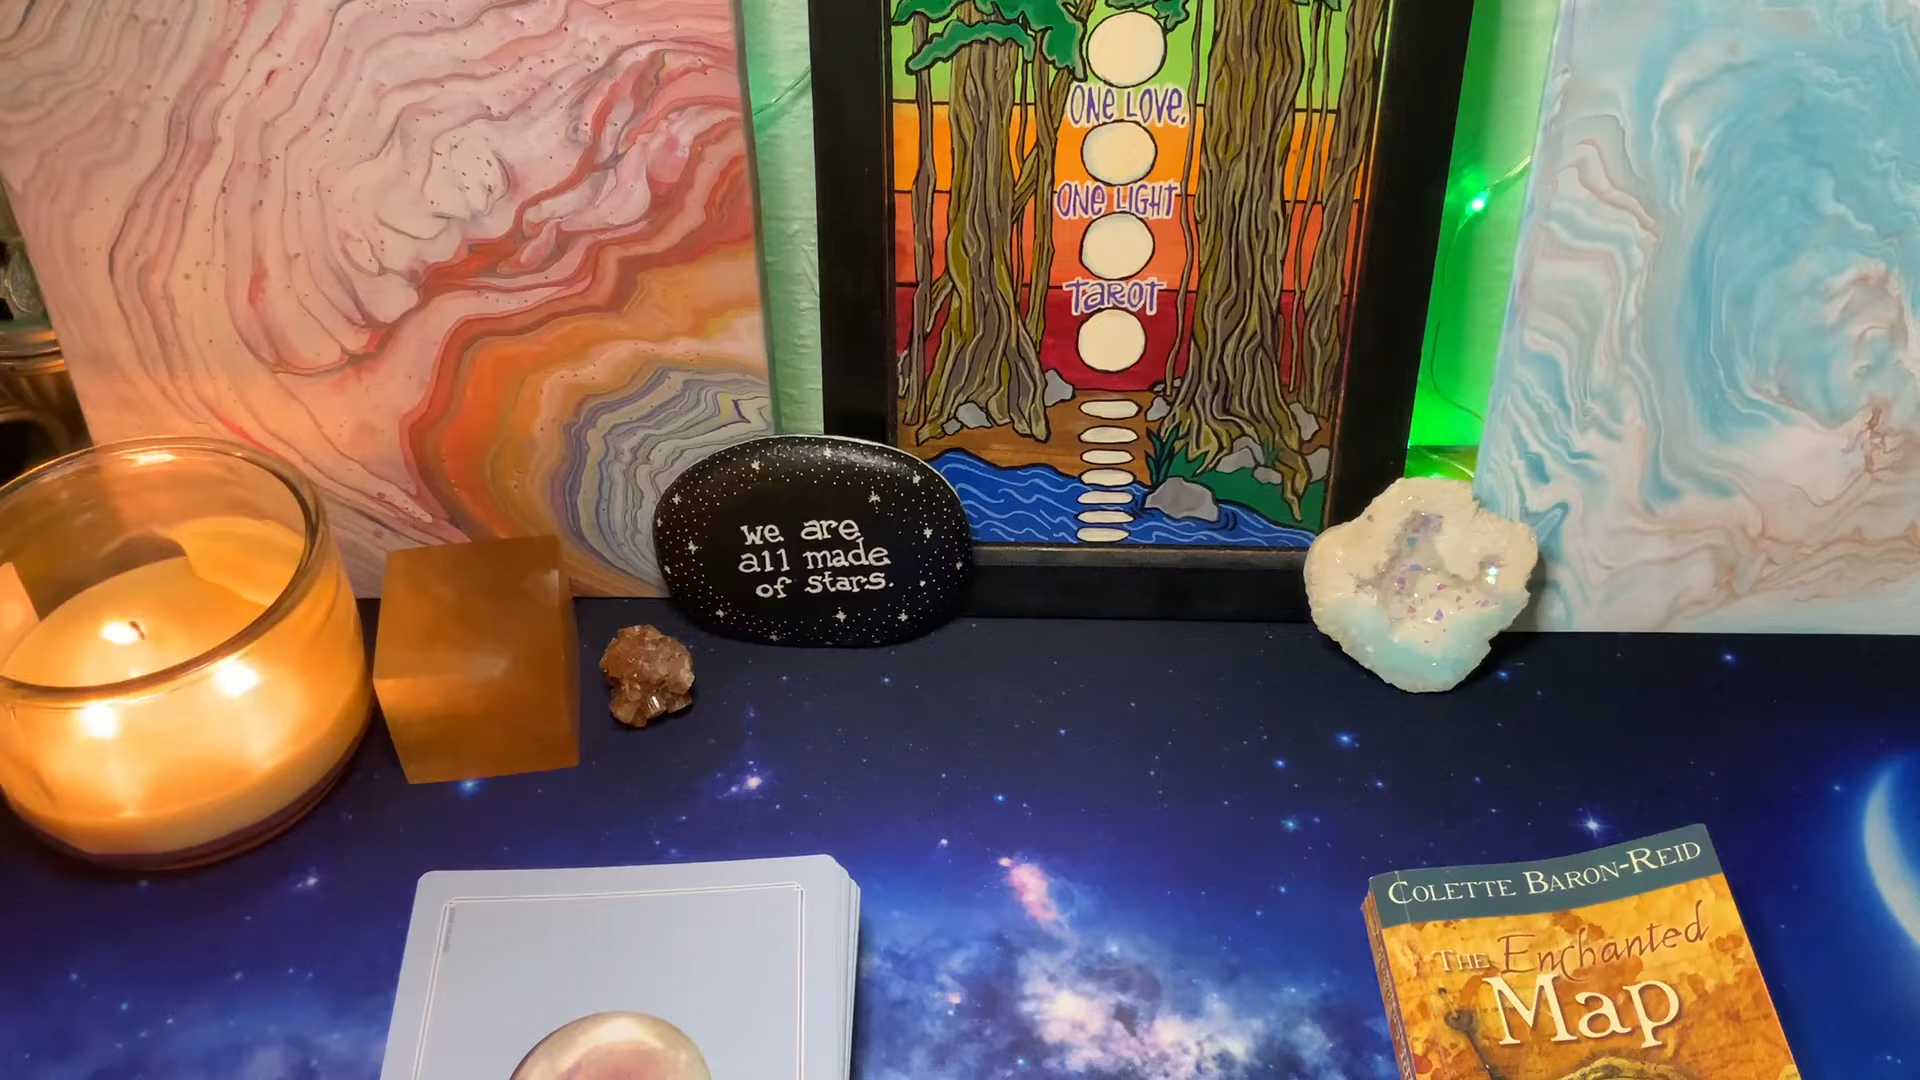 ONE LOVE,
ONE LIGHT
TAROT
we are
all made
of stars.
COLETTE BARON-REID
THE Enchanted
Map